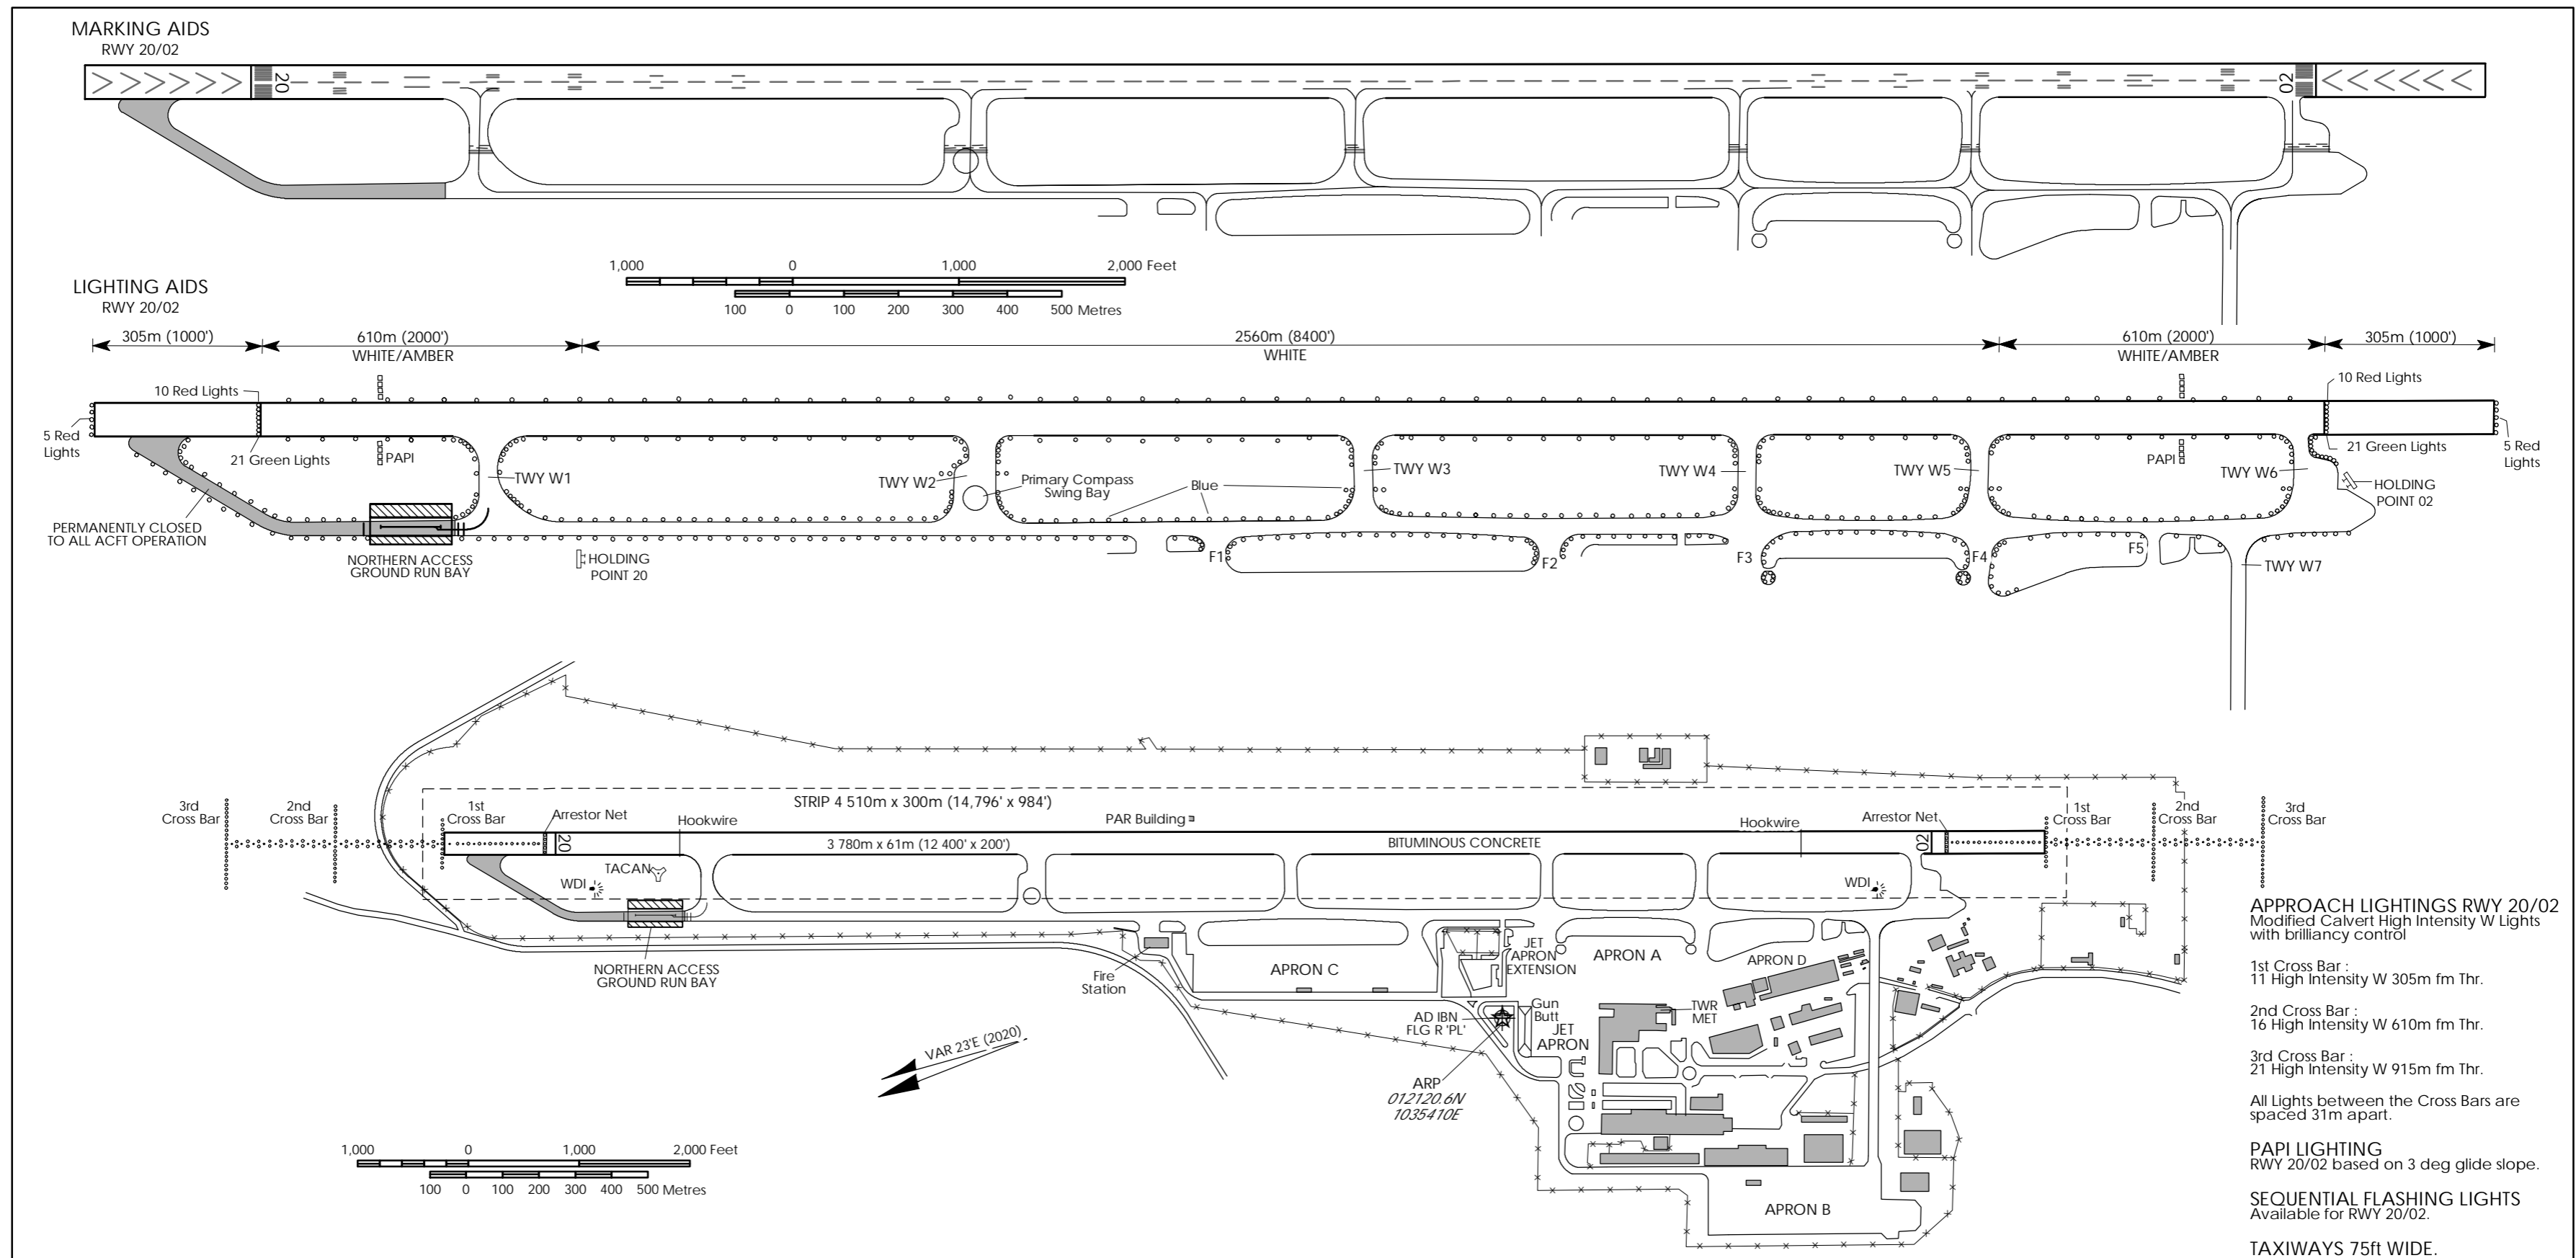 MARKING AIDS
RWY 20/02
20
02
1,000 0 1,000 2,000 Feet
100 0 100 200 300 400 500 Metres
LIGHTING AIDS
RWY 20/02
305m (1000')
610m (2000')
WHITE/AMBER
2560m (8400')
WHITE
610m (2000')
WHITE/AMBER
305m (1000')
10 Red Lights
10 Red Lights
5 Red
Lights
21 Green Lights
PAPI
TWY W1
TWY W2
Primary Compass
Swing Bay
Blue
TWY W3
TWY W4
TWY W5
PAPI
TWY W6
21 Green Lights
5 Red
Lights
HOLDING
POINT 02
PERMANENTLY CLOSED
TO ALL ACFT OPERATION
NORTHERN ACCESS
GROUND RUN BAY
HOLDING
POINT 20
F1
F2
F3
F4
F5
TWY W7
3rd
Cross Bar
2nd
Cross Bar
1st
Cross Bar
Arrestor Net
Hookwire
STRIP 4 510m x 300m (14,796' x 984')
PAR Building
Hookwire
Arrestor Net
1st
Cross Bar
2nd
Cross Bar
3rd
Cross Bar
20
3 780m x 61m (12 400' x 200')
BITUMINOUS CONCRETE
02
TACAN
WDI
WDI
NORTHERN ACCESS
GROUND RUN BAY
Fire
Station
APRON C
JET
APRON
EXTENSION
APRON A
APRON D
AD IBN
FLG R 'PL'
Gun
Butt
JET
APRON
TWR
MET
ARP
012120.6N
1035410E
VAR 23'E (2020)
APRON B
1,000 0 1,000 2,000 Feet
100 0 100 200 300 400 500 Metres
APPROACH LIGHTINGS RWY 20/02
Modified Calvert High Intensity W Lights
with brilliancy control
1st Cross Bar :
11 High Intensity W 305m fm Thr.
2nd Cross Bar :
16 High Intensity W 610m fm Thr.
3rd Cross Bar :
21 High Intensity W 915m fm Thr.
All Lights between the Cross Bars are
spaced 31m apart.
PAPI LIGHTING
RWY 20/02 based on 3 deg glide slope.
SEQUENTIAL FLASHING LIGHTS
Available for RWY 20/02.
TAXIWAYS 75ft WIDE.